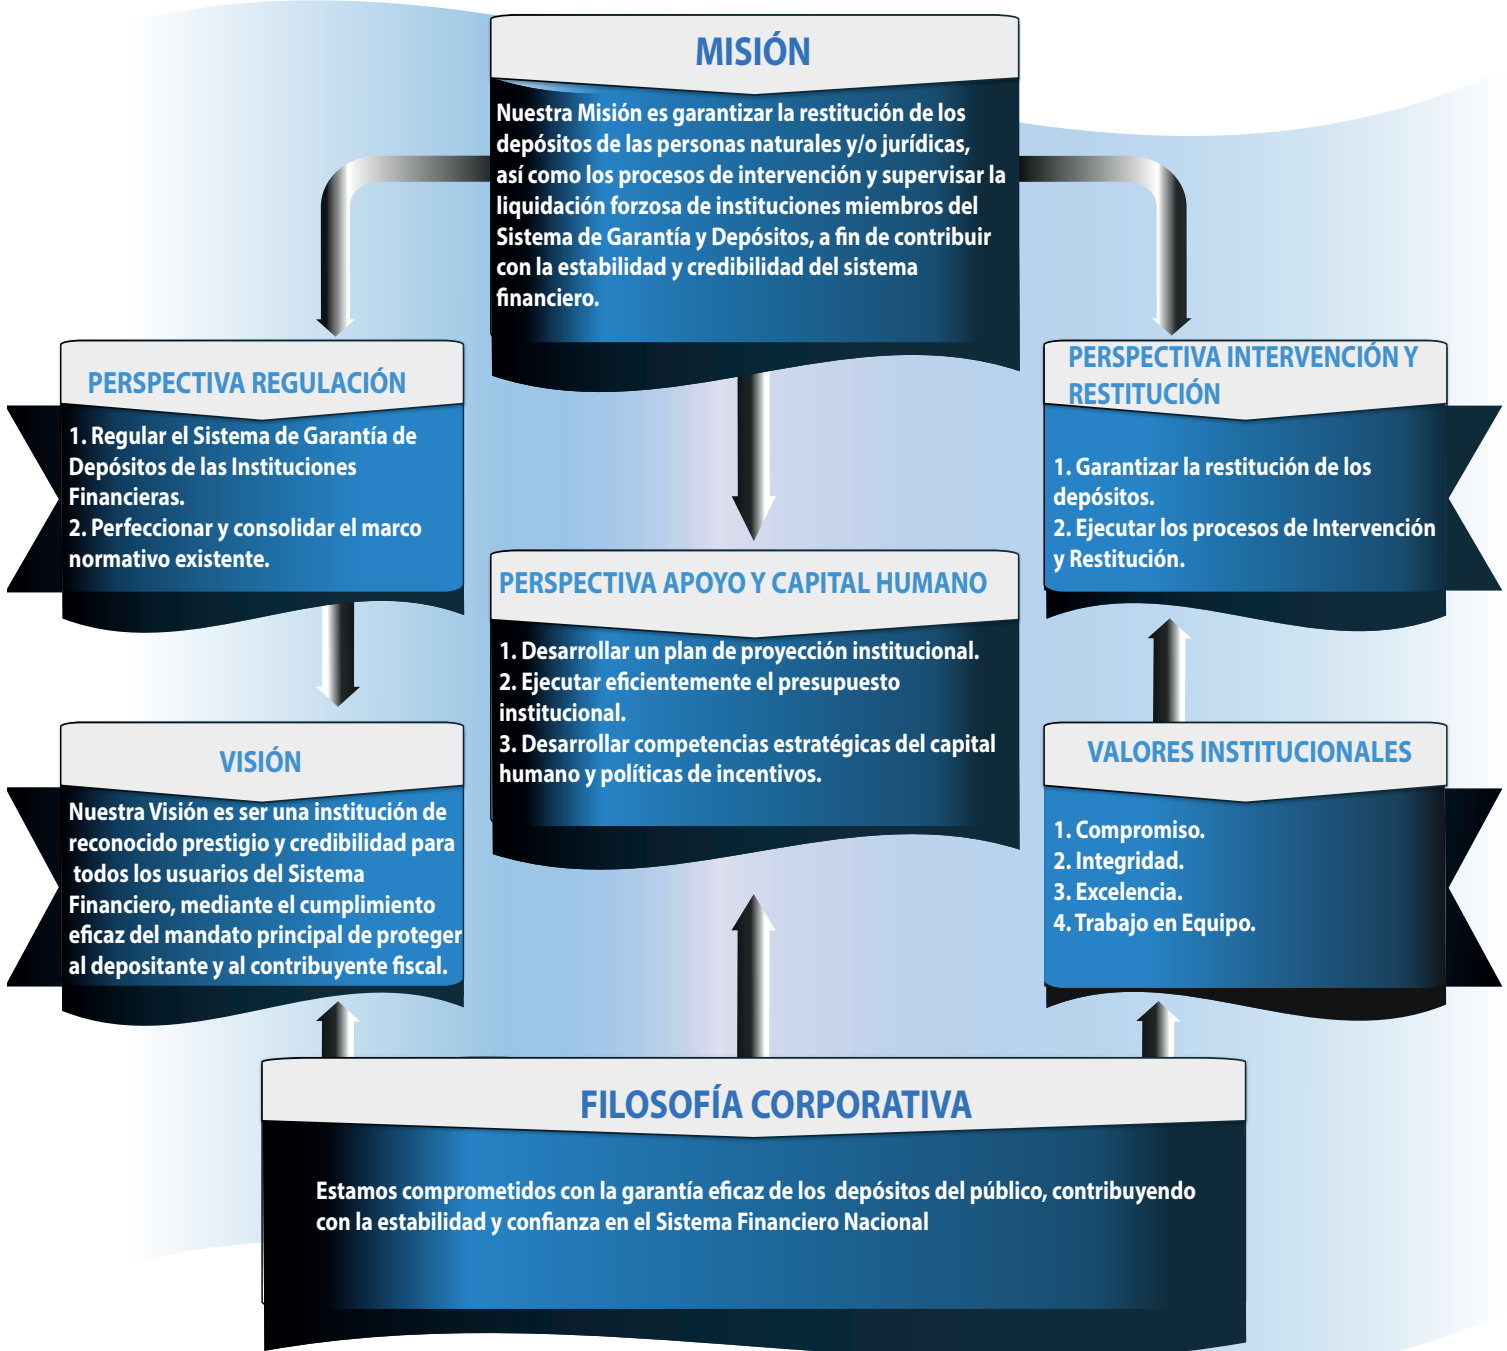 MISIÓN
Nuestra Misión es garantizar la restitución de los
depósitos de las personas naturales y/o jurídicas,
así como los procesos de intervención y supervisar la
liquidación forzosa de instituciones miembros del
Sistema de Garantía y Depósitos, a fin de contribuir
con la estabilidad y credibilidad del sistema
financiero.
PERSPECTIVA REGULACIÓN
1. Regular el Sistema de Garantía de
Depósitos de las Instituciones
Financieras.
2. Perfeccionar y consolidar el marco
normativo existente.
PERSPECTIVA INTERVENCIÓN Y
RESTITUCIÓN
1. Garantizar la restitución de los
depósitos.
2. Ejecutar los procesos de Intervención
y Restitución.
PERSPECTIVA APOYO Y CAPITAL HUMANO
1. Desarrollar un plan de proyección institucional.
2. Ejecutar eficientemente el presupuesto
institucional.
3. Desarrollar competencias estratégicas del capital
humano y políticas de incentivos.
VISIÓN
Nuestra Visión es ser una institución de
reconocido prestigio y credibilidad para
todos los usuarios del Sistema
Financiero, mediante el cumplimiento
eficaz del mandato principal de proteger
al depositante y al contribuyente fiscal.
VALORES INSTITUCIONALES
1. Compromiso.
2. Integridad.
3. Excelencia.
4. Trabajo en Equipo.
FILOSOFÍA CORPORATIVA
Estamos comprometidos con la garantía eficaz de los depósitos del público, contribuyendo
con la estabilidad y confianza en el Sistema Financiero Nacional